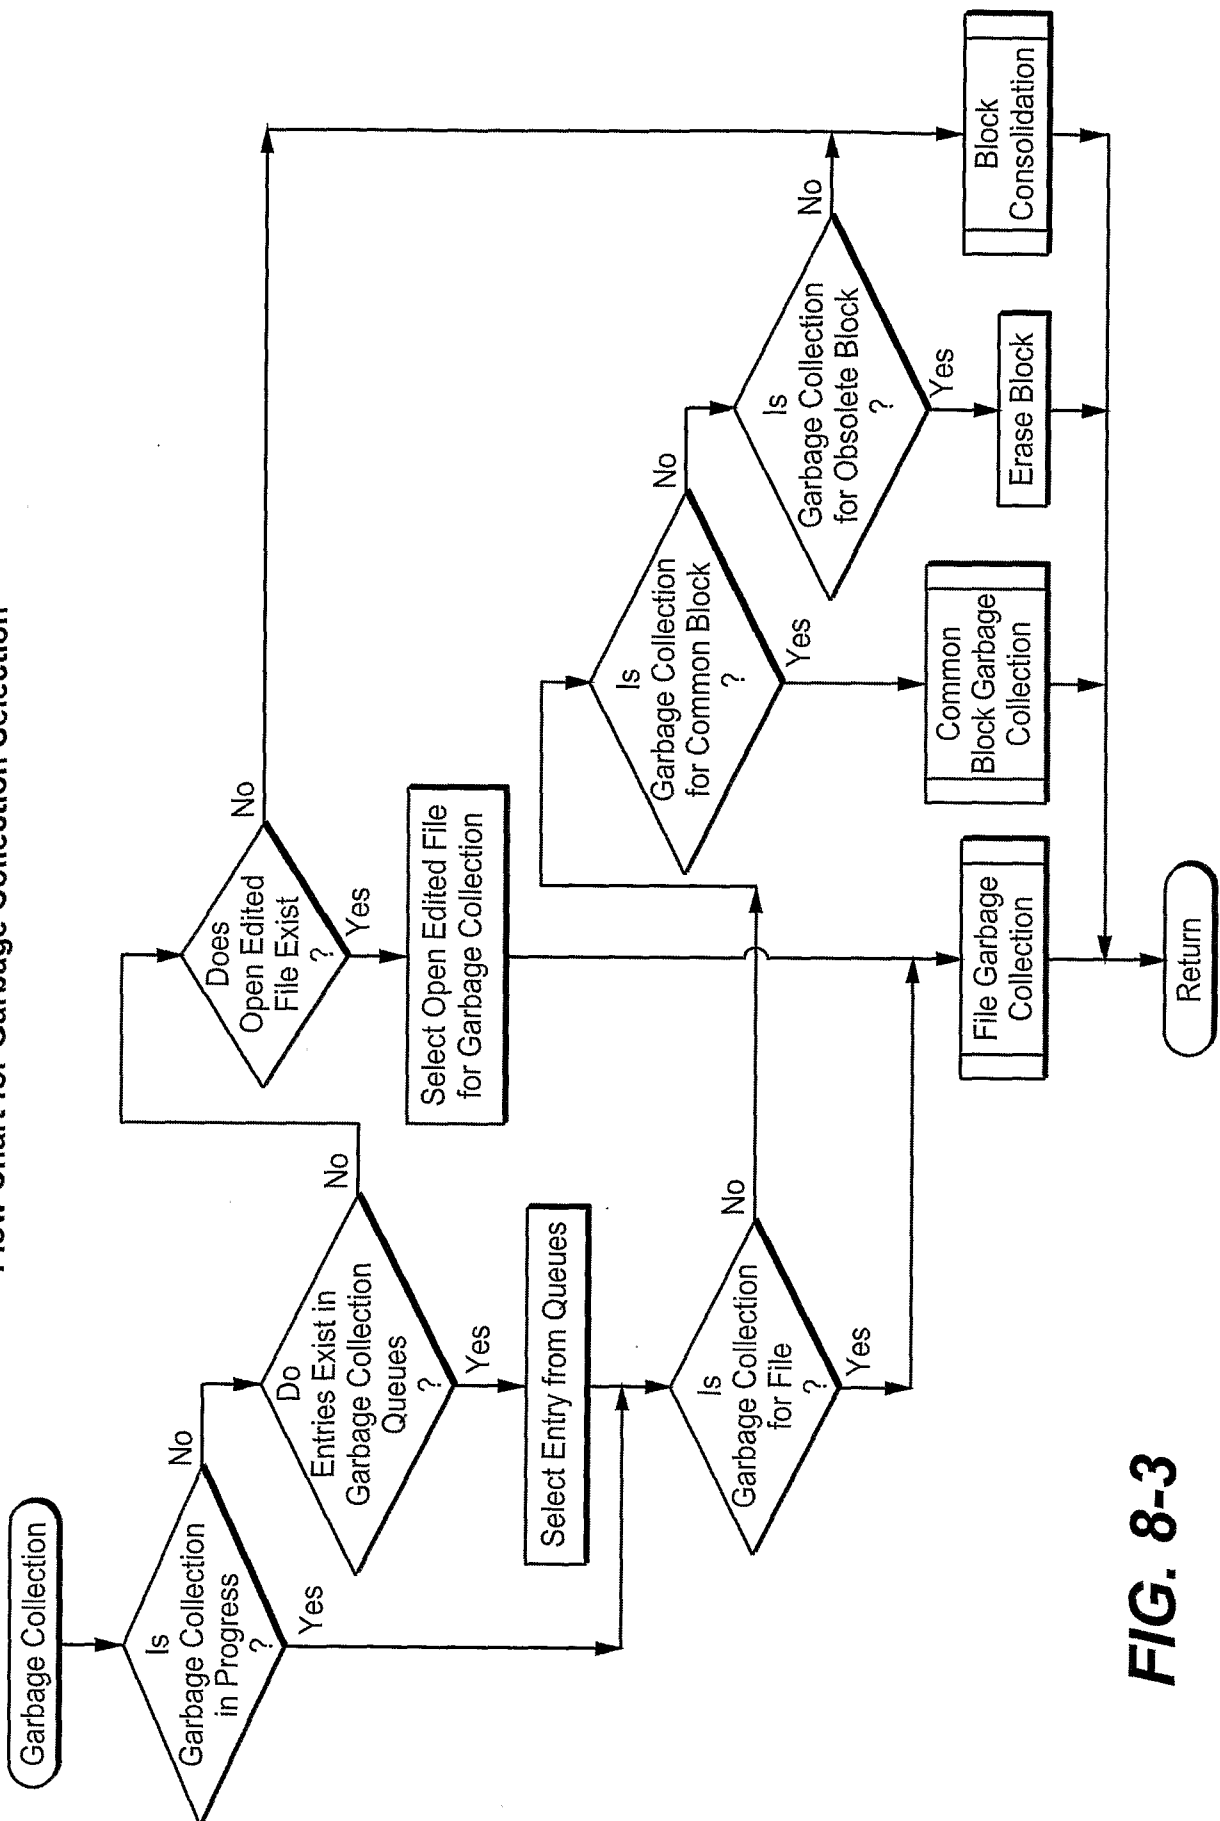 Flow Chart for Garbage Collection Selection
Garbage Collection
Is
Garbage Collection
in Progress
?
No
Yes
Do
Entries Exist in
Garbage Collection
Queues
?
No
Yes
Select Entry from Queues
Does
Open Edited
File Exist
?
No
Yes
Select Open Edited File
for Garbage Collection
Is
Garbage Collection
for File
?
No
Yes
Is
Garbage Collection
for Common Block
?
No
Yes
Is
Garbage Collection
for Obsolete Block
?
No
Yes
File Garbage
Collection
Common
Block Garbage
Collection
Erase Block
Block
Consolidation
Return
FIG. 8-3